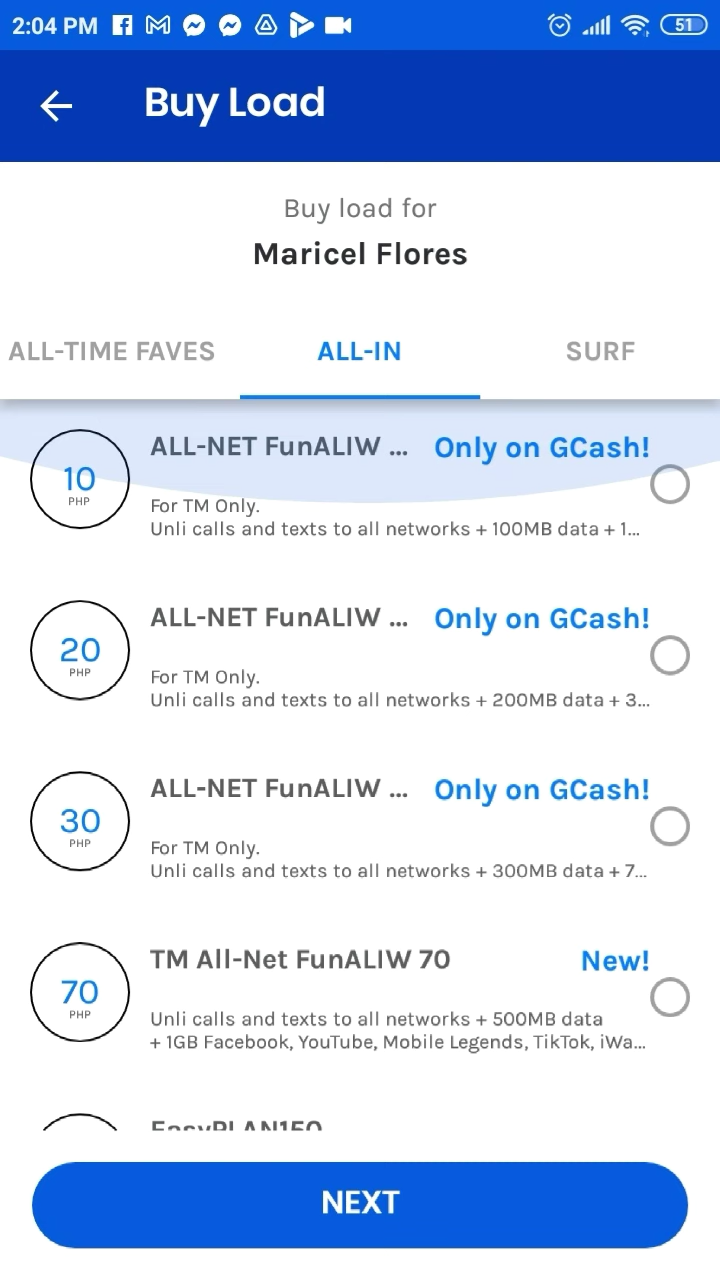 2:04 PM
51
Buy Load
Buy load for
Maricel Flores
ALL-TIME FAVES
ALL-IN
SURF
10
PHP
ALL-NET FunALIW ...
Only on GCash!
For TM Only.
Unli calls and texts to all networks + 100MB data + 1...
20
PHP
ALL-NET FunALIW ...
Only on GCash!
For TM Only.
Unli calls and texts to all networks + 200MB data + 3...
30
PHP
ALL-NET FunALIW ...
Only on GCash!
For TM Only.
Unli calls and texts to all networks + 300MB data + 7...
70
PHP
TM All-Net FunALIW 70
New!
Unli calls and texts to all networks + 500MB data
+ 1GB Facebook, YouTube, Mobile Legends, TikTok, iWa...
EasyPLAN150
NEXT